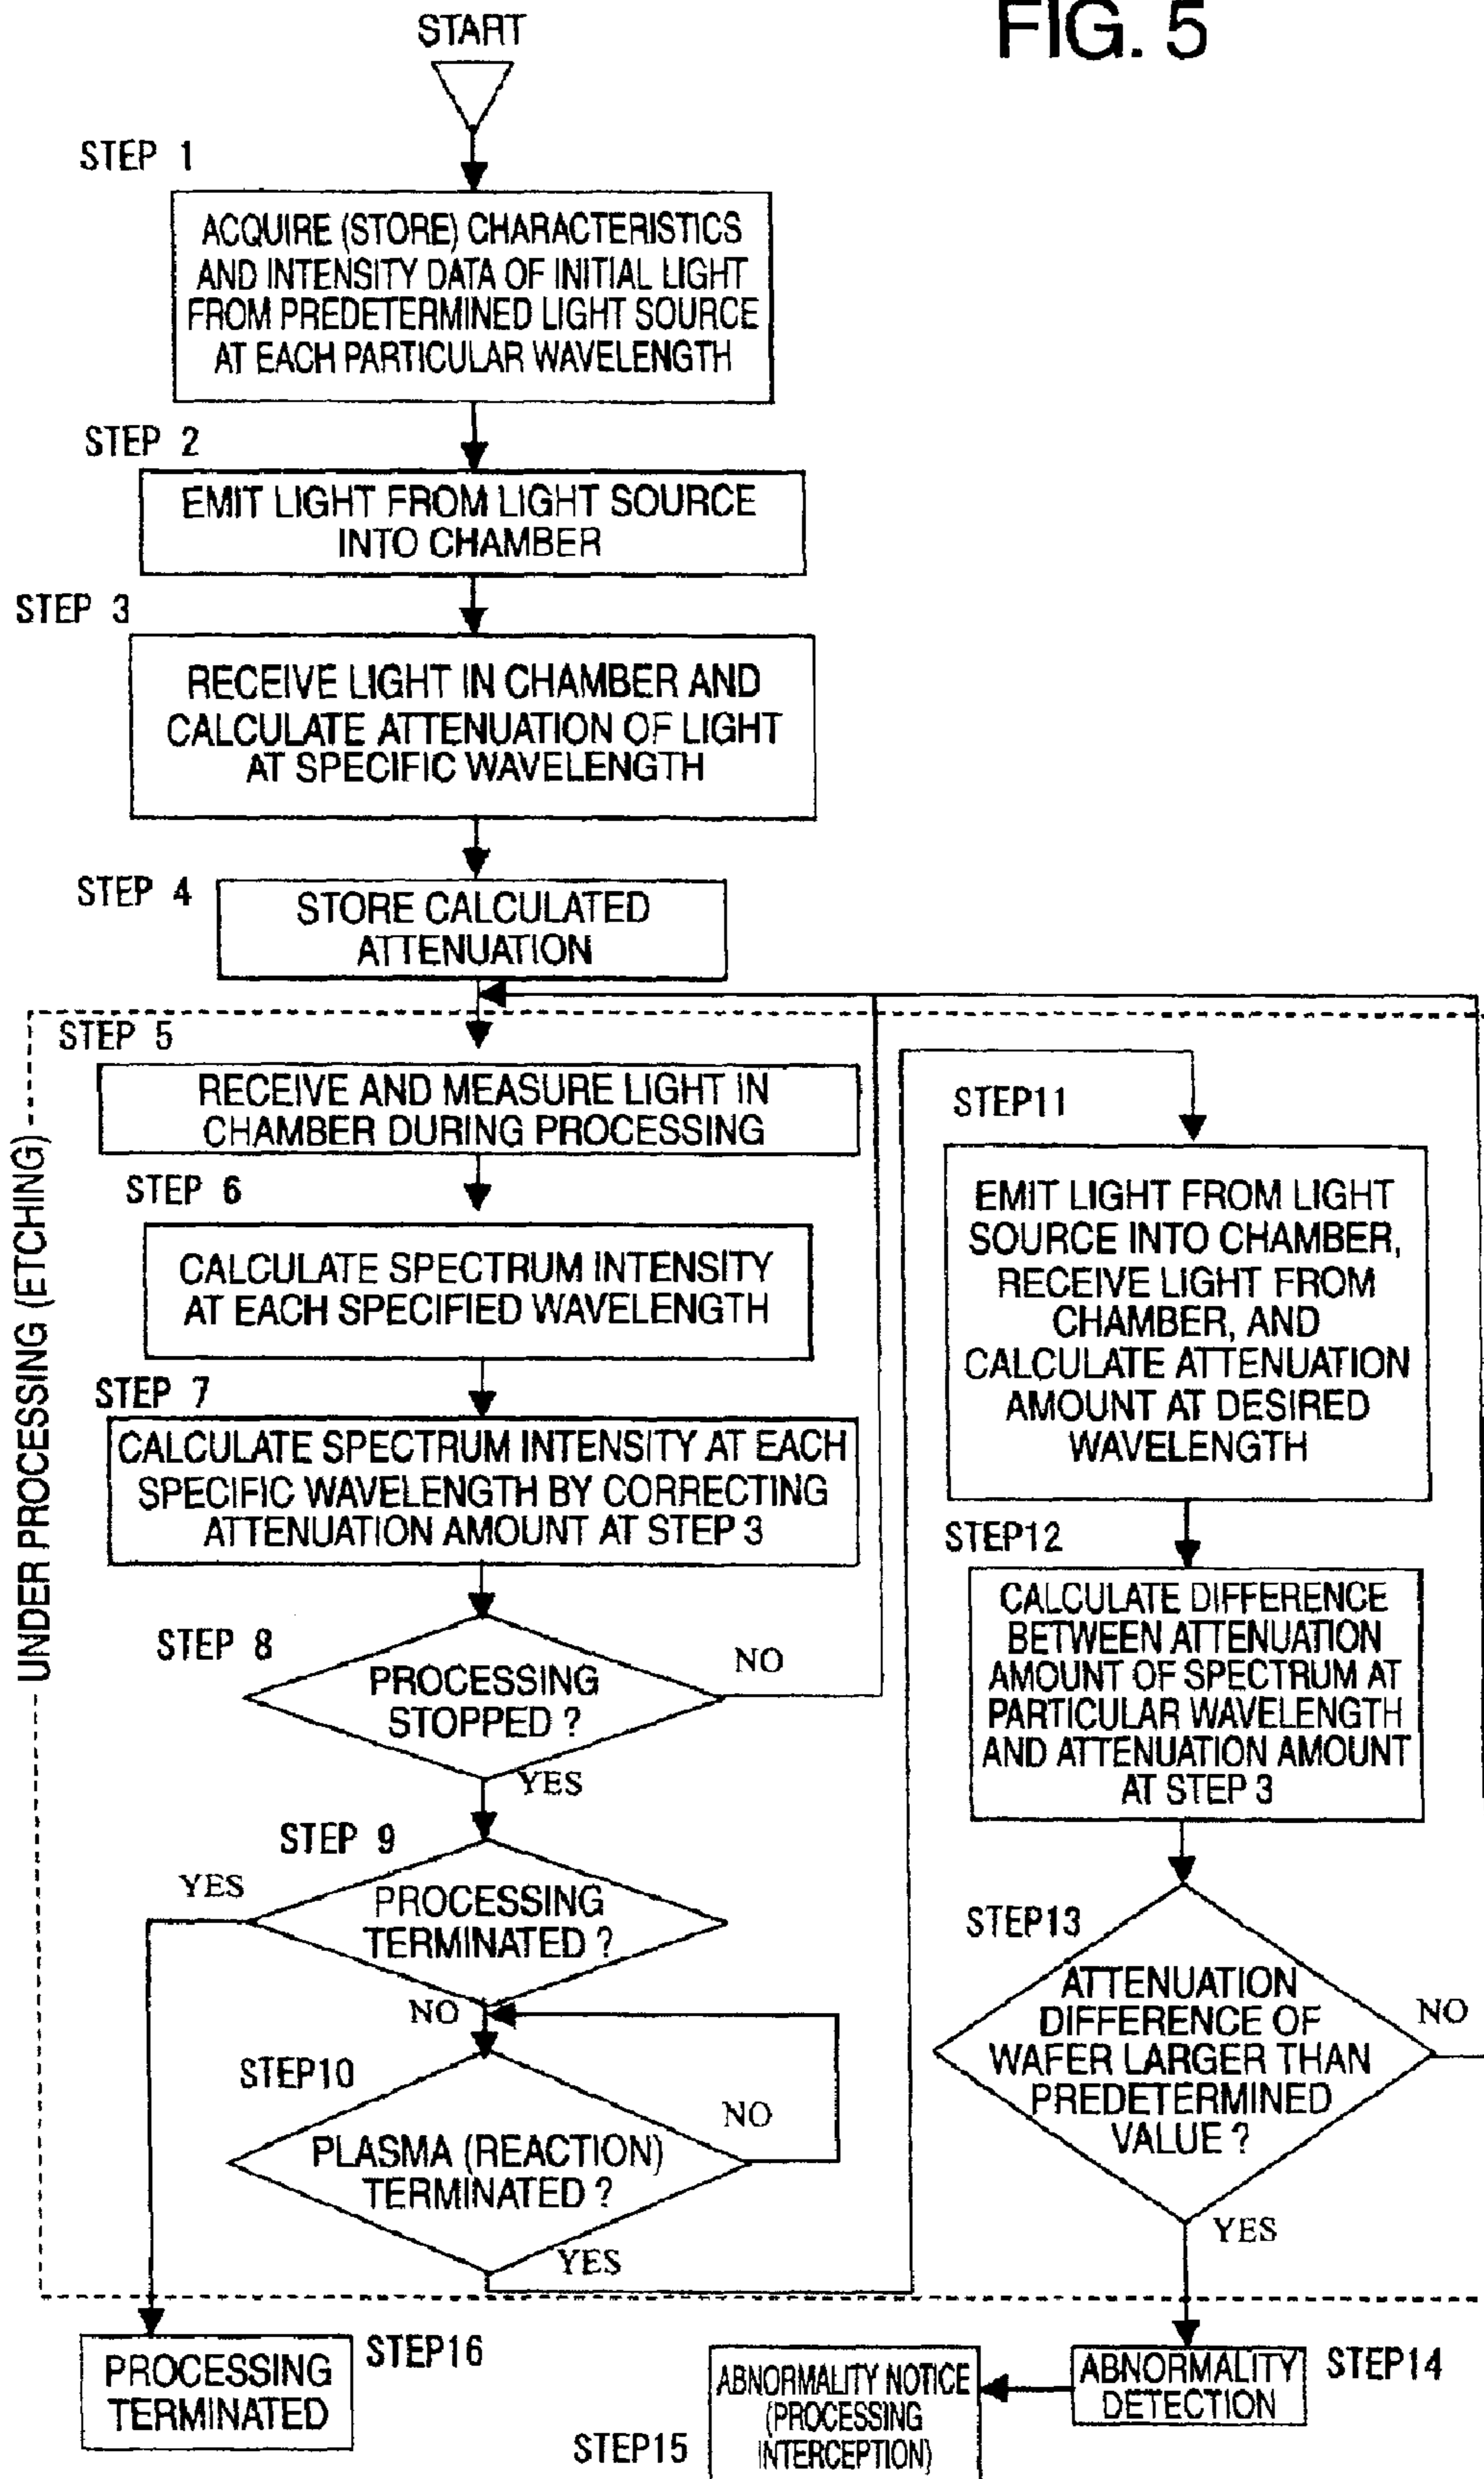 FIG. 5
START
STEP 1
ACQUIRE (STORE) CHARACTERISTICS
AND INTENSITY DATA OF INITIAL LIGHT
FROM PREDETERMINED LIGHT SOURCE
AT EACH PARTICULAR WAVELENGTH
STEP 2
EMIT LIGHT FROM LIGHT SOURCE
INTO CHAMBER
STEP 3
RECEIVE LIGHT IN CHAMBER AND
CALCULATE ATTENUATION OF LIGHT
AT SPECIFIC WAVELENGTH
STEP 4
STORE CALCULATED
ATTENUATION
UNDER PROCESSING (ETCHING)
STEP 5
RECEIVE AND MEASURE LIGHT IN
CHAMBER DURING PROCESSING
STEP 6
CALCULATE SPECTRUM INTENSITY
AT EACH SPECIFIED WAVELENGTH
STEP 7
CALCULATE SPECTRUM INTENSITY AT EACH
SPECIFIC WAVELENGTH BY CORRECTING
ATTENUATION AMOUNT AT STEP 3
STEP 8
PROCESSING
STOPPED ?
NO
YES
STEP 9
YES
PROCESSING
TERMINATED ?
NO
STEP10
PLASMA (REACTION)
TERMINATED ?
NO
YES
STEP11
EMIT LIGHT FROM LIGHT
SOURCE INTO CHAMBER,
RECEIVE LIGHT FROM
CHAMBER, AND
CALCULATE ATTENUATION
AMOUNT AT DESIRED
WAVELENGTH
STEP12
CALCULATE DIFFERENCE
BETWEEN ATTENUATION
AMOUNT OF SPECTRUM AT
PARTICULAR WAVELENGTH
AND ATTENUATION AMOUNT
AT STEP 3
STEP13
ATTENUATION
DIFFERENCE OF
WAFER LARGER THAN
PREDETERMINED
VALUE ?
NO
YES
PROCESSING
TERMINATED
STEP16
ABNORMALITY NOTICE
(PROCESSING
INTERCEPTION)
STEP15
ABNORMALITY
DETECTION
STEP14